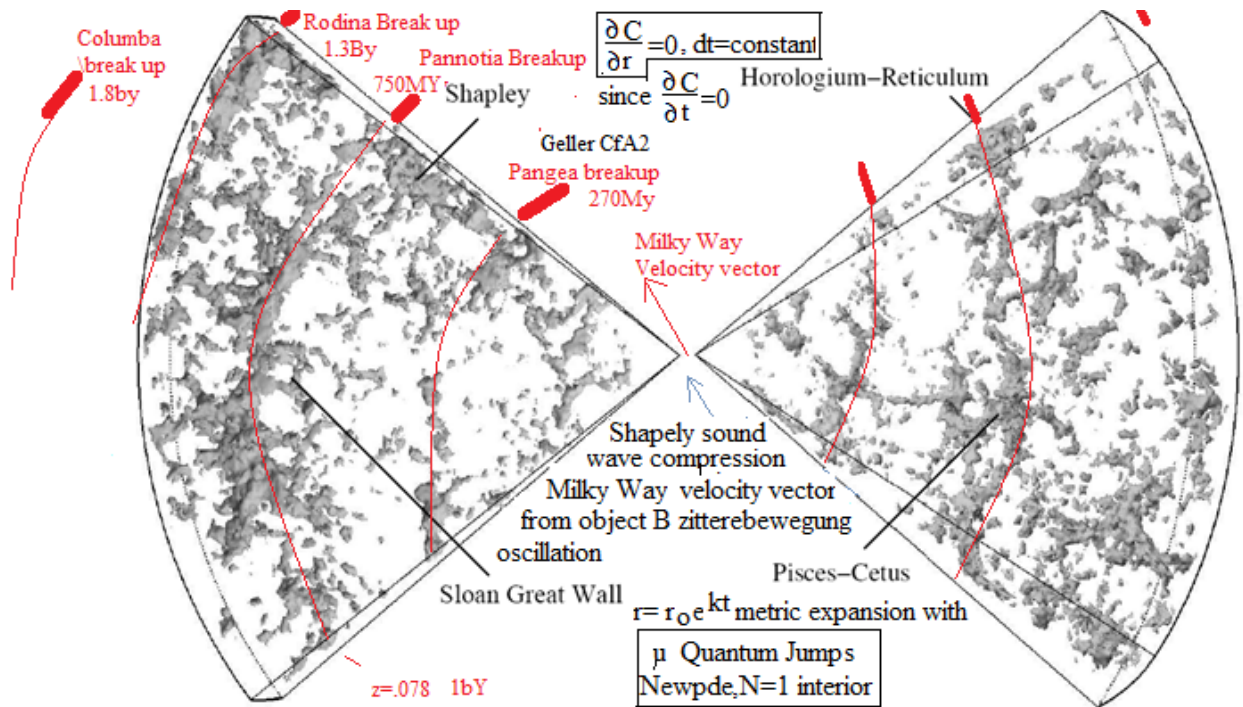 Columba
\break up
1.8by
Rodina Break up
1.3By
Pannotia Breakup
750MY
Shapley
∂C/∂r =0, dt=constant
since ∂C/∂t =0
Horologium–Reticulum
Geller CfA2
Pangea breakup
270My
Milky Way
Velocity vector
Shapely sound
wave compression
Milky Way velocity vector
from object B zitterebewegung
oscillation
Sloan Great Wall
Pisces–Cetus
r= r₀e^kt metric expansion with
μ Quantum Jumps
Newpde,N=1 interior
z=.078 1bY